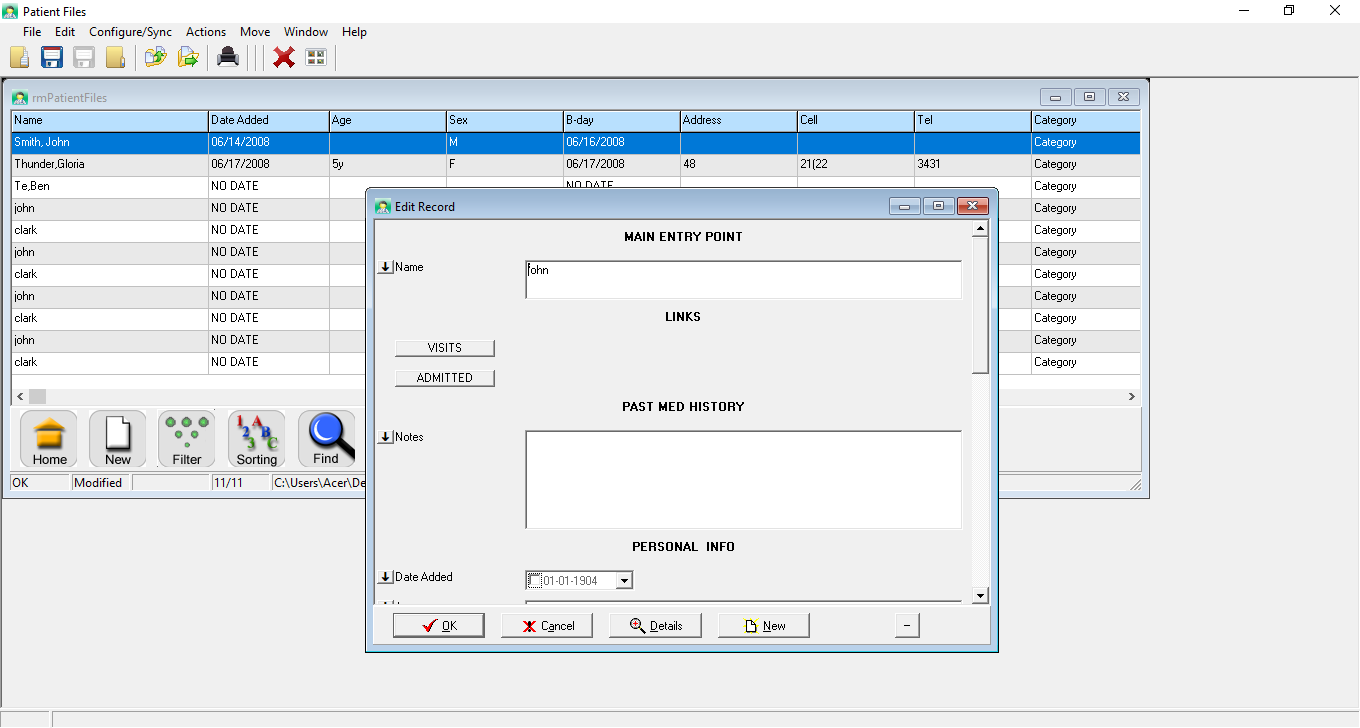 Patient Files
File Edit Configure/Sync Actions Move Window Help
rmPatientFiles
Name Date Added Age Sex B-day Address Cell Tel Category
Smith, John 06/14/2008 M 06/16/2008 Category
Thunder,Gloria 06/17/2008 5y F 06/17/2008 48 21(22 3431 Category
Te,Ben NO DATE NO DATE Category
john NO DATE Category
clark NO DATE Category
john NO DATE Category
clark NO DATE Category
john NO DATE Category
clark NO DATE Category
john NO DATE Category
clark NO DATE Category
Home New Filter Sorting Find
OK Modified 11/11 C:\Users\Acer\De
Edit Record
MAIN ENTRY POINT
Name john
LINKS
VISITS
ADMITTED
PAST MED HISTORY
Notes
PERSONAL INFO
Date Added 01-01-1904
OK Cancel Details New –